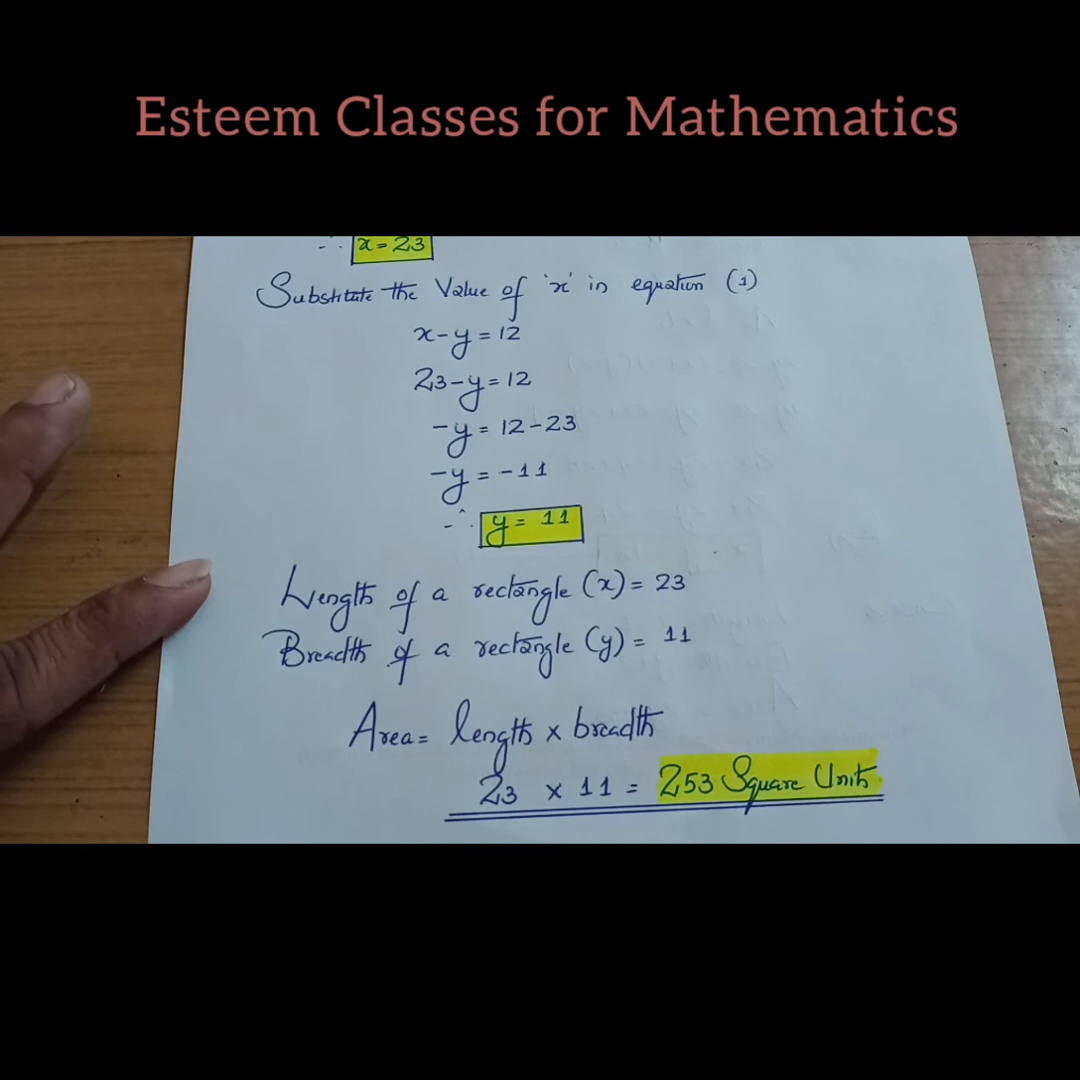 Esteem Classes for Mathematics
∴ x = 23
Substitute the Value of 'x' in equation (1)
x - y = 12
23 - y = 12
- y = 12 - 23
- y = - 11
∴ y = 11
Length of a rectangle (x) = 23
Breadth of a rectangle (y) = 11
Area = length × breadth
23 × 11 = 253 Square Units